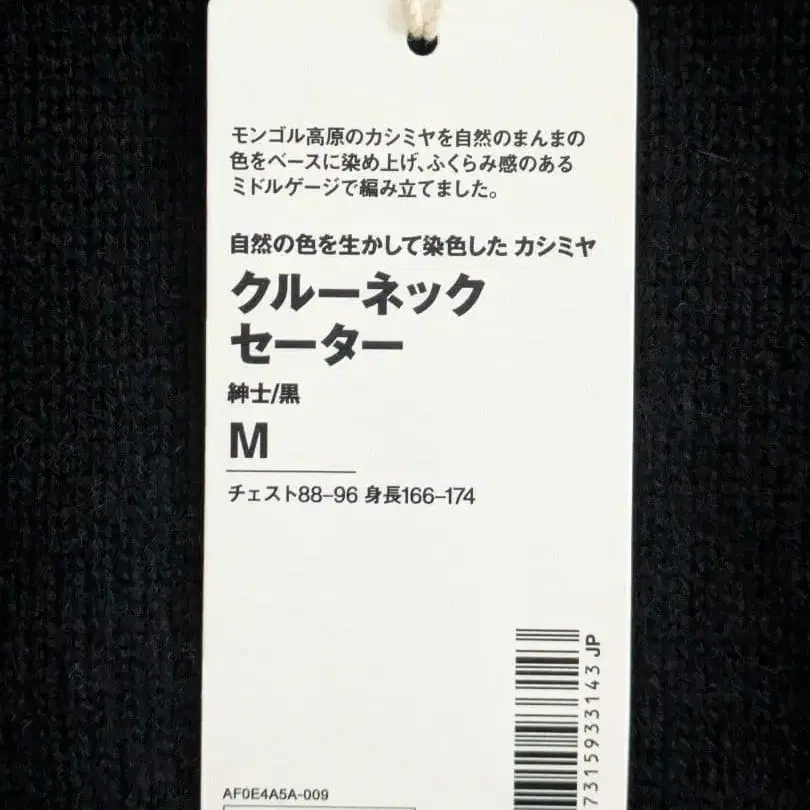 モンゴル高原のカシミヤを自然のまんまの
色をベースに染め上げ、ふくらみ感のある
ミドルゲージで編み立てました。
自然の色を生かして染色した カシミヤ
クルーネック
セーター
紳士/黒
M
チェスト88–96 身長166–174
7315933143 JP
AF0E4A5A-009